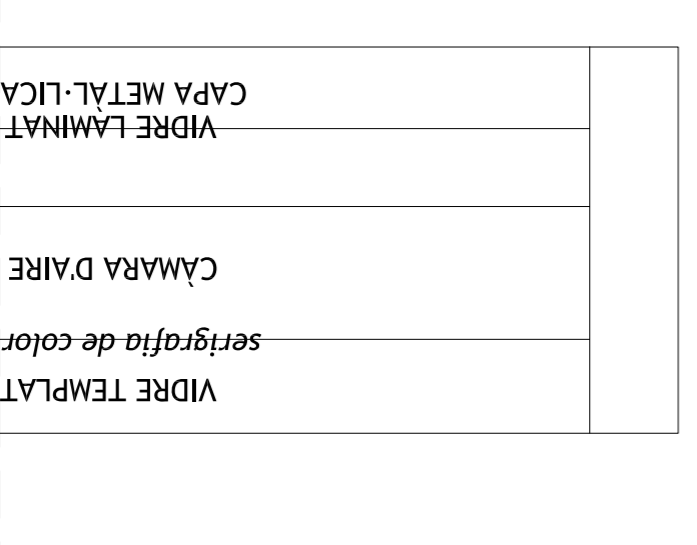 VIDRE TEMPLAT
serigrafia de color
CÀMARA D'AIRE
VIDRE LAMINAT
CAPA METÀL·LICA